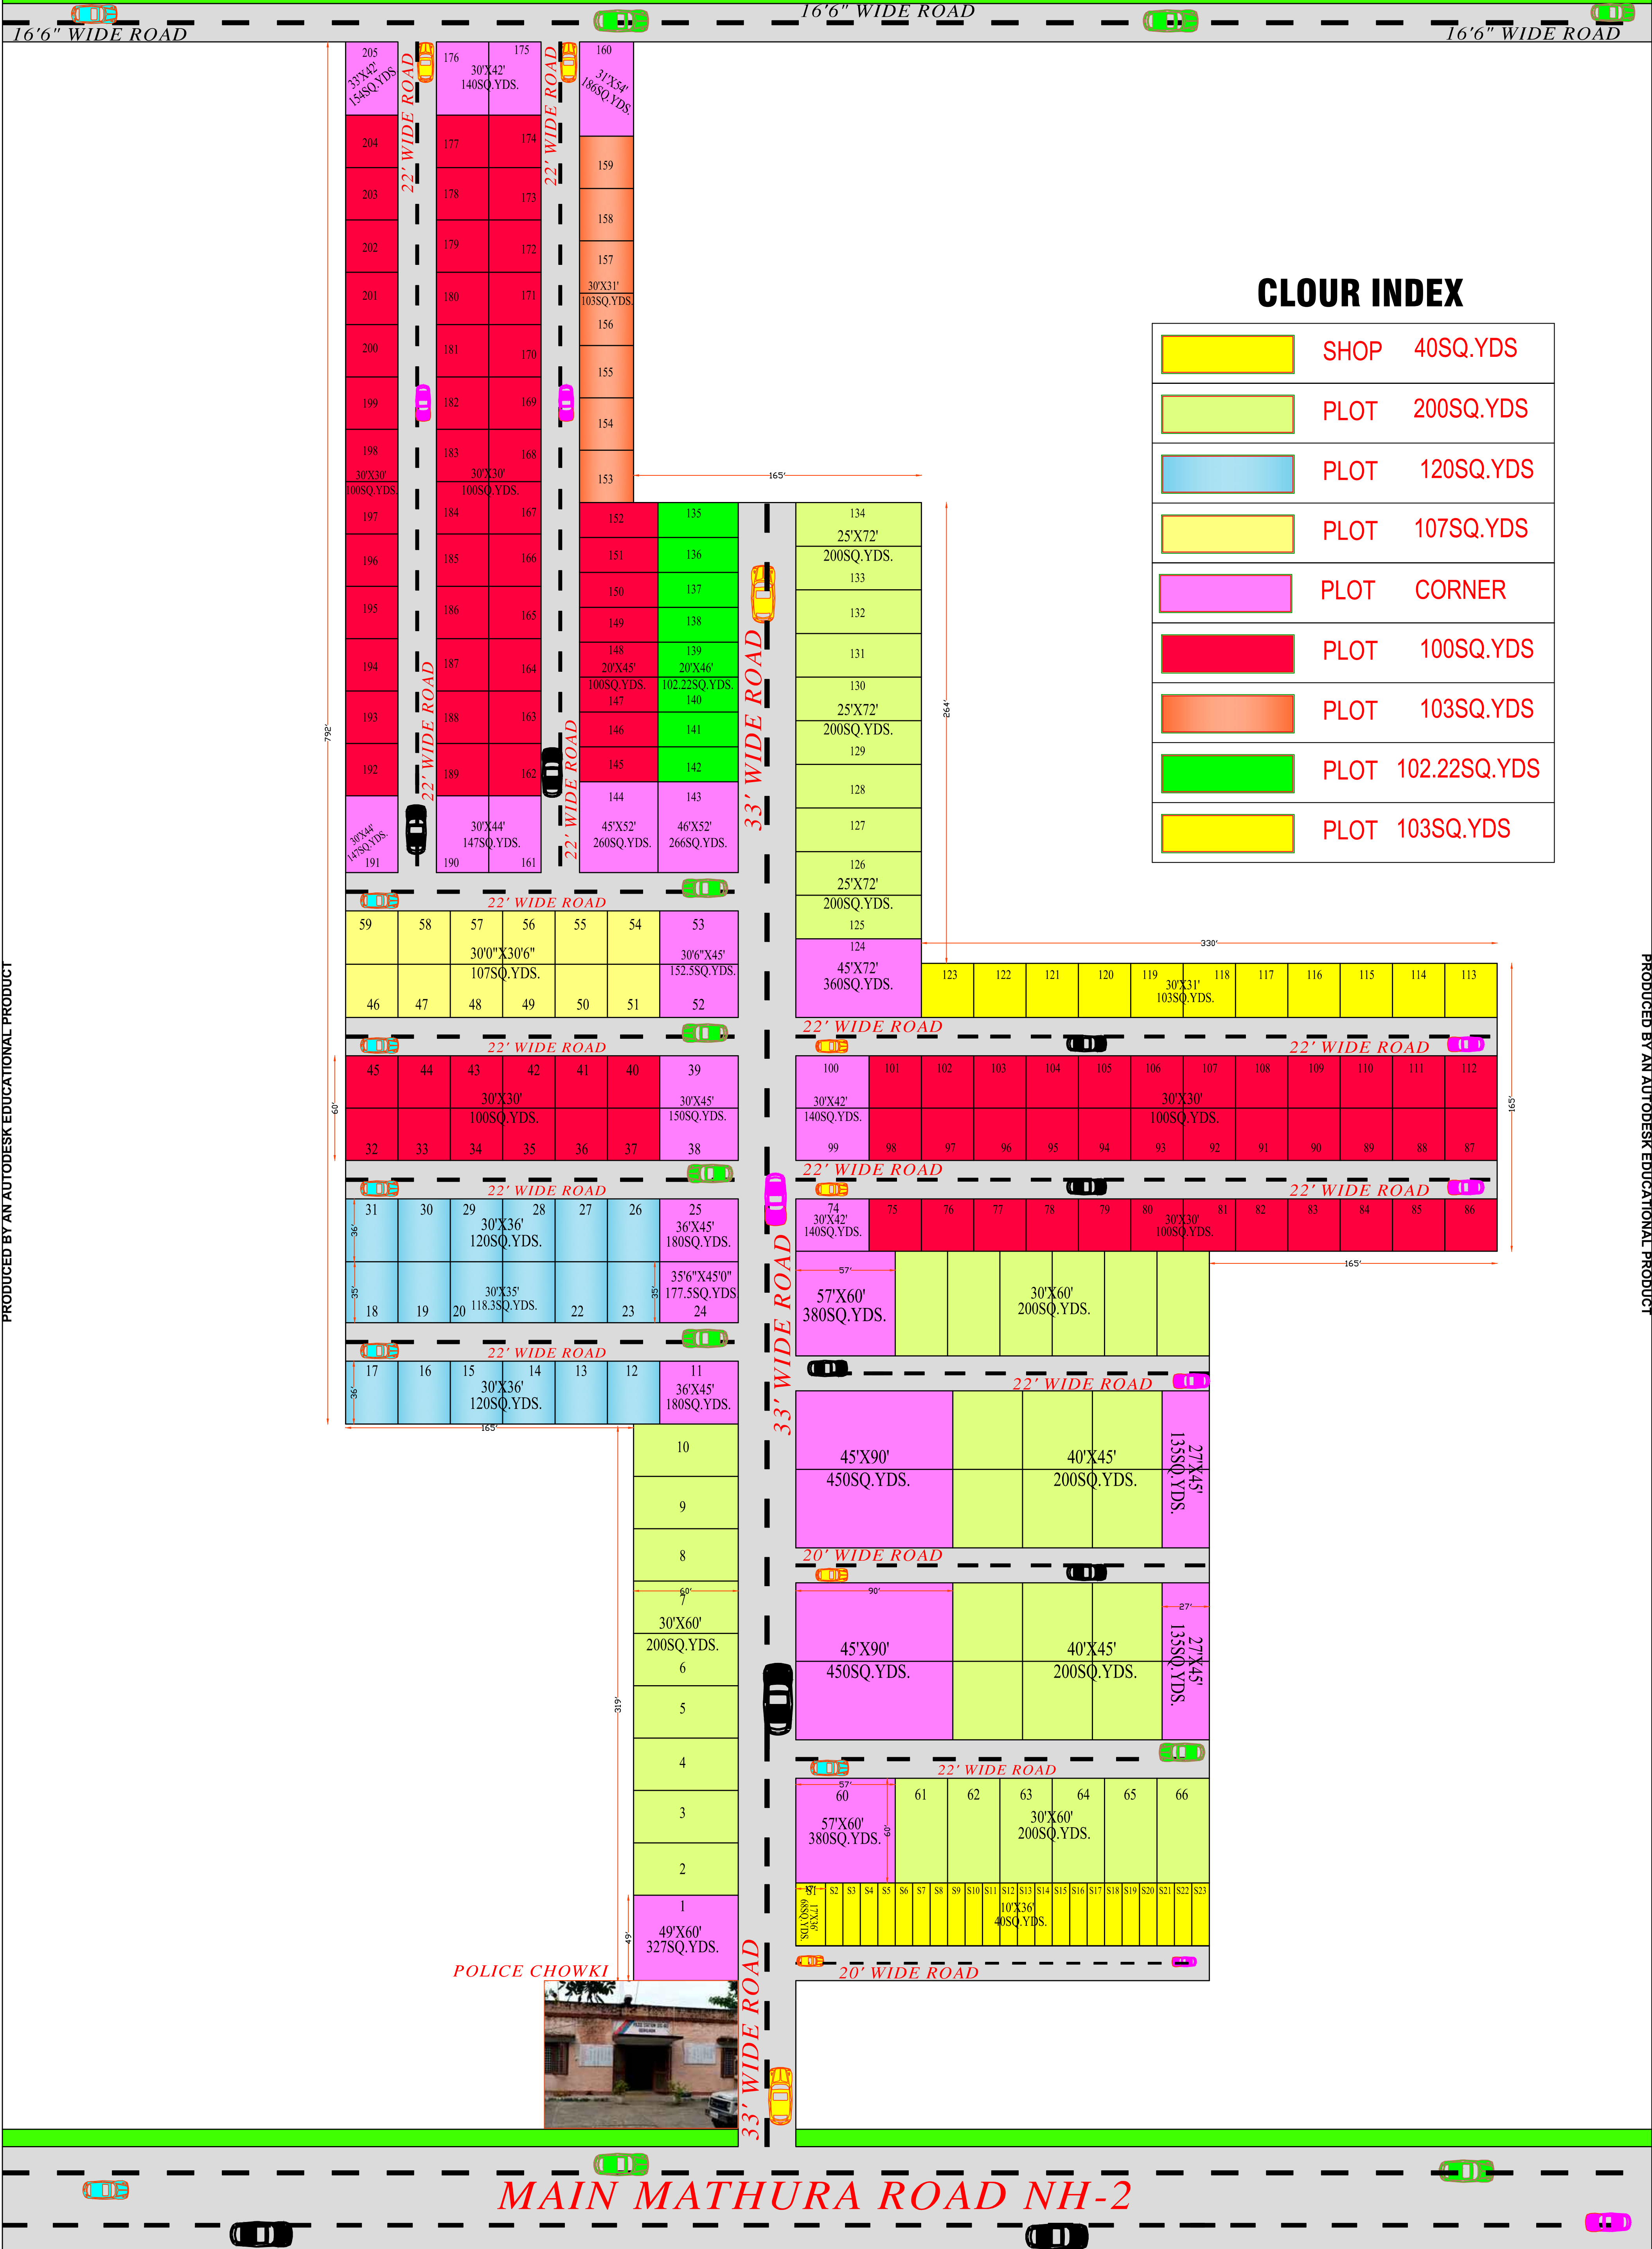 16'6" WIDE ROAD
16'6" WIDE ROAD
16'6" WIDE ROAD
205
33'X42'
154SQ.YDS.
22' WIDE ROAD
176
175
30'X42'
140SQ.YDS.
22' WIDE ROAD
160
31'X54'
186SQ.YDS.
204
177
174
159
203
178
173
158
202
179
172
157
201
180
171
30'X31'
103SQ.YDS.
156
200
181
170
155
199
182
169
154
198
183
168
153
30'X30'
100SQ.YDS.
30'X30'
100SQ.YDS.
197
184
167
196
185
166
195
186
165
194
187
164
193
188
163
192
189
162
22' WIDE ROAD
22' WIDE ROAD
30'X44'
147SQ.YDS.
191
30'X44'
147SQ.YDS.
190
161
792'
CLOUR INDEX
SHOP 40SQ.YDS
PLOT 200SQ.YDS
PLOT 120SQ.YDS
PLOT 107SQ.YDS
PLOT CORNER
PLOT 100SQ.YDS
PLOT 103SQ.YDS
PLOT 102.22SQ.YDS
PLOT 103SQ.YDS
165'
152
135
151
136
150
137
149
138
148
139
20'X45'
20'X46'
100SQ.YDS.
102.22SQ.YDS.
147
140
146
141
145
142
144
143
45'X52'
46'X52'
260SQ.YDS.
266SQ.YDS.
33' WIDE ROAD
134
25'X72'
200SQ.YDS.
133
132
131
130
25'X72'
200SQ.YDS.
129
128
127
126
25'X72'
200SQ.YDS.
125
124
45'X72'
360SQ.YDS.
264'
330'
22' WIDE ROAD
59
58
57
56
55
54
53
30'0"X30'6"
107SQ.YDS.
30'6"X45'
152.5SQ.YDS.
46
47
48
49
50
51
52
123
122
121
120
119
118
117
116
115
114
113
30'X31'
103SQ.YDS.
22' WIDE ROAD
22' WIDE ROAD
22' WIDE ROAD
45
44
43
42
41
40
39
60'
30'X30'
100SQ.YDS.
30'X45'
150SQ.YDS.
32
33
34
35
36
37
38
100
101
102
103
104
105
106
107
108
109
110
111
112
30'X42'
140SQ.YDS.
30'X30'
100SQ.YDS.
165'
99
98
97
96
95
94
93
92
91
90
89
88
87
22' WIDE ROAD
22' WIDE ROAD
22' WIDE ROAD
31
30
29
28
27
26
25
36'
30'X36'
120SQ.YDS.
36'X45'
180SQ.YDS.
35'
30'X35'
118.3SQ.YDS.
35'
35'6"X45'0"
177.5SQ.YDS
18
19
20
22
23
24
74
75
76
77
78
79
80
81
82
83
84
85
86
30'X42'
140SQ.YDS.
30'X30'
100SQ.YDS.
165'
57'
57'X60'
380SQ.YDS.
30'X60'
200SQ.YDS.
33' WIDE ROAD
22' WIDE ROAD
22' WIDE ROAD
17
16
15
14
13
12
11
36'
30'X36'
120SQ.YDS.
36'X45'
180SQ.YDS.
165'
45'X90'
450SQ.YDS.
40'X45'
200SQ.YDS.
27'X45'
135SQ.YDS.
20' WIDE ROAD
10
9
8
60'
7
30'X60'
200SQ.YDS.
6
5
4
3
2
319'
1
49'X60'
327SQ.YDS.
49'
90'
27'
45'X90'
450SQ.YDS.
40'X45'
200SQ.YDS.
27'X45'
135SQ.YDS.
22' WIDE ROAD
57'
60
61
62
63
64
65
66
57'X60'
380SQ.YDS.
60'
30'X60'
200SQ.YDS.
S1
S2
S3
S4
S5
S6
S7
S8
S9
S10
S11
S12
S13
S14
S15
S16
S17
S18
S19
S20
S21
S22
S23
17'X36'
68SQ.YDS.
10'X36'
40SQ.YDS.
20' WIDE ROAD
POLICE CHOWKI
33' WIDE ROAD
MAIN MATHURA ROAD NH-2
PRODUCED BY AN AUTODESK EDUCATIONAL PRODUCT
PRODUCED BY AN AUTODESK EDUCATIONAL PRODUCT